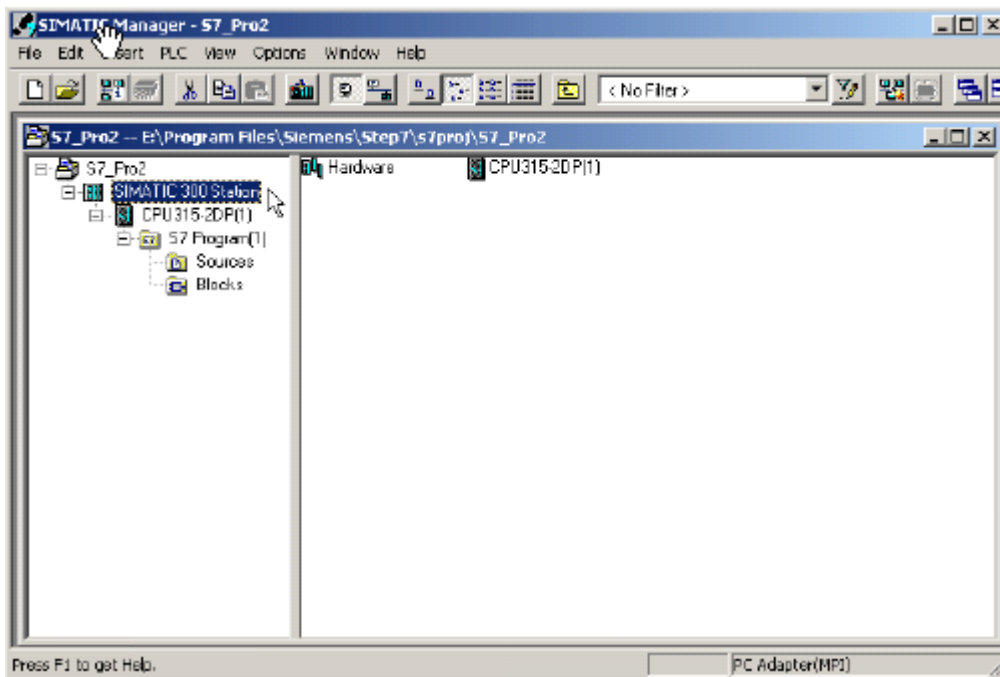 SIMATIC Manager - S7_Pro2
File Edit Insert PLC View Options Window Help
< No Filter >
S7_Pro2 -- E:\Program Files\Siemens\Step7\s7proj\S7_Pro2
S7_Pro2
SIMATIC 300 Station
CPU315-2DP(1)
S7 Program(1)
Sources
Blocks
Hardware
CPU315-2DP(1)
Press F1 to get Help.
PC Adapter(MPI)